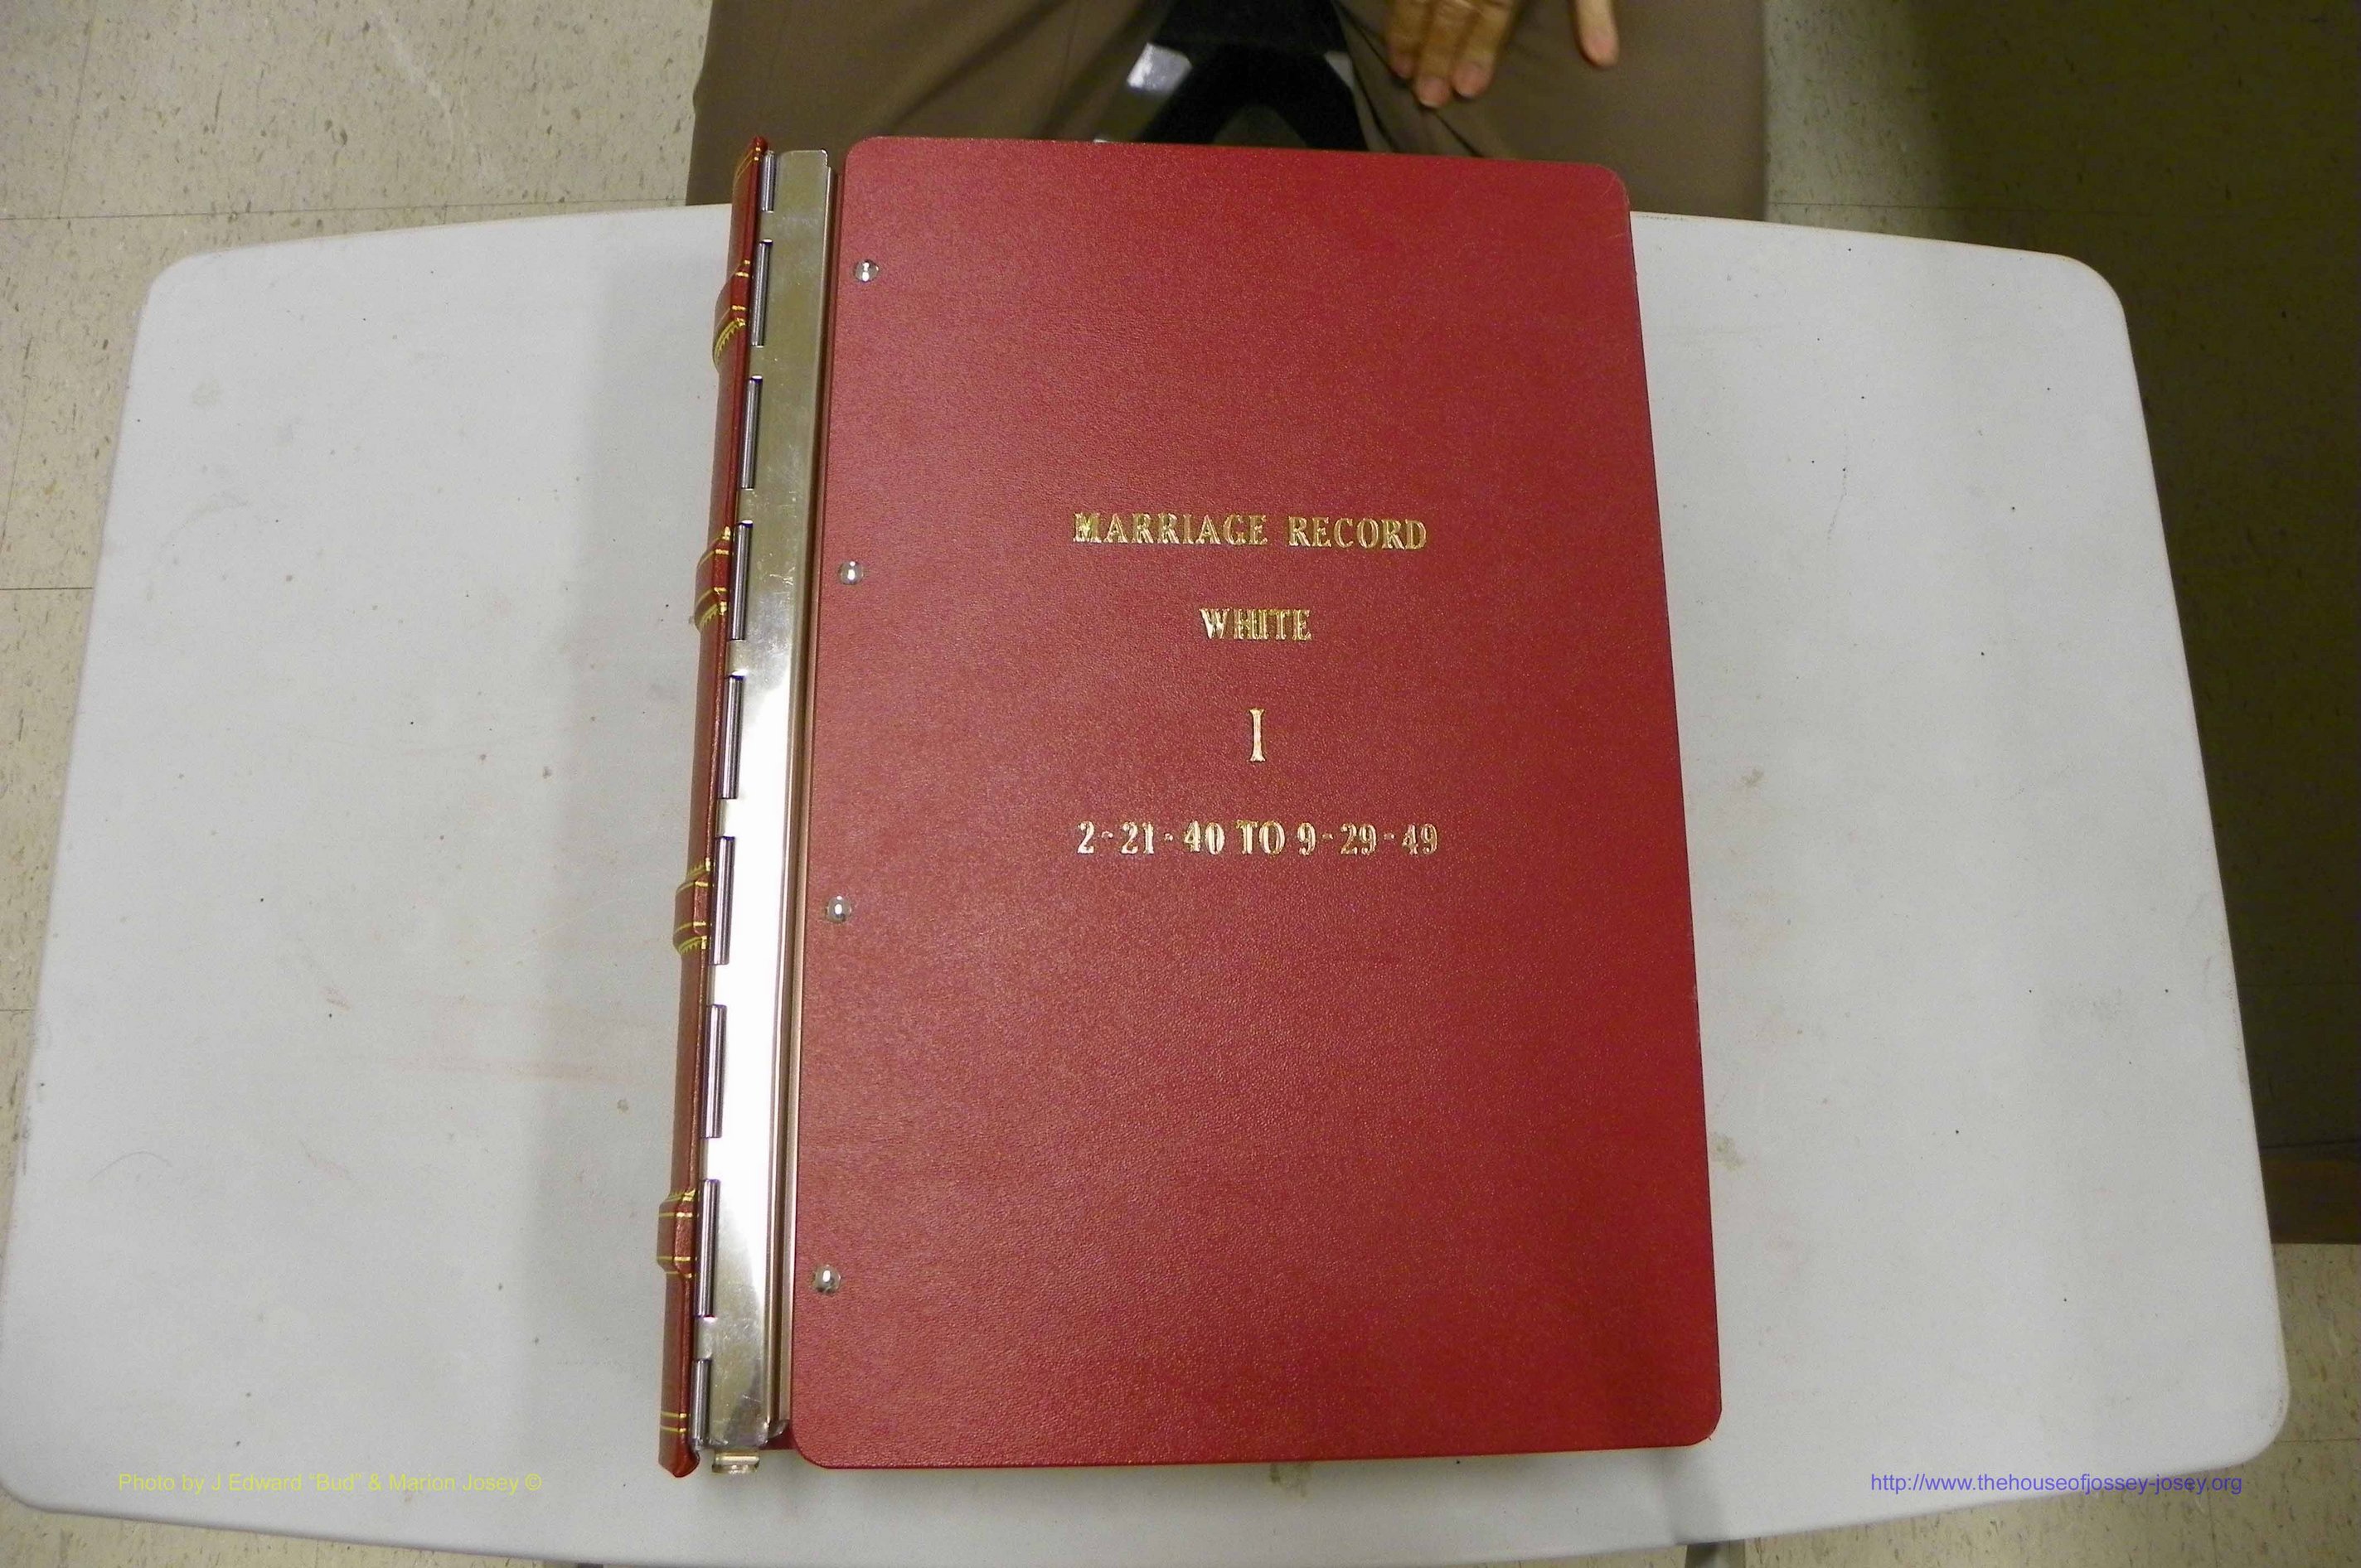 MARRIAGE RECORD
WHITE
I
2-21-40 TO 9-29-49
Photo by J Edward "Bud" & Marion Josey ©
http://www.thehouseofjossey-josey.org